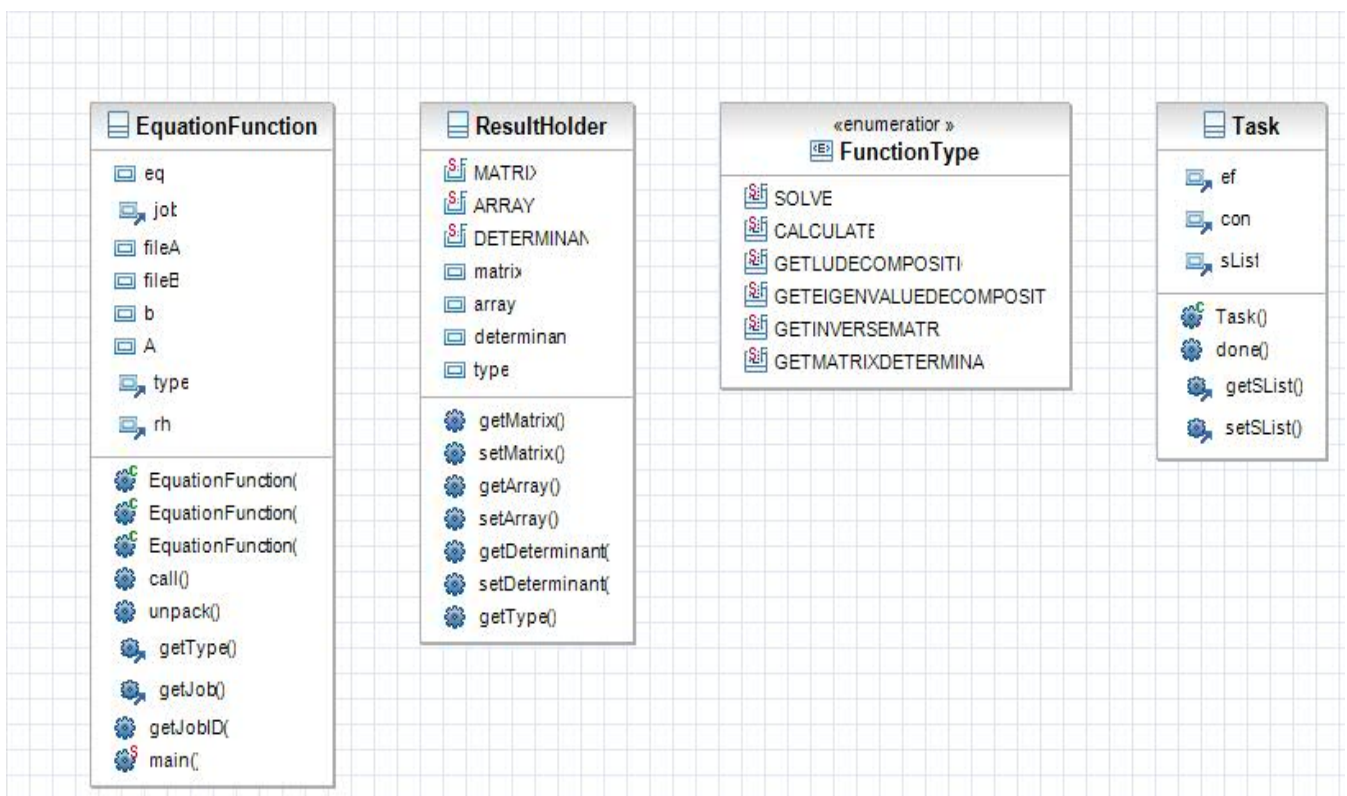 EquationFunction
eq
job
fileA
fileB
b
A
type
rh
EquationFunction(
EquationFunction(
EquationFunction(
call()
unpack()
getType()
getJob()
getJobID(
main(
ResultHolder
MATRIX
ARRAY
DETERMINAN
matrix
array
determinan
type
getMatrix()
setMatrix()
getArray()
setArray()
getDeterminant(
setDeterminant(
getType()
«enumeration»
FunctionType
SOLVE
CALCULATE
GETLUDECOMPOSITI
GETEIGENVALUEDECOMPOSIT
GETINVERSEMATR
GETMATRIXDETERMINA
Task
ef
con
sList
Task()
done()
getSList()
setSList()